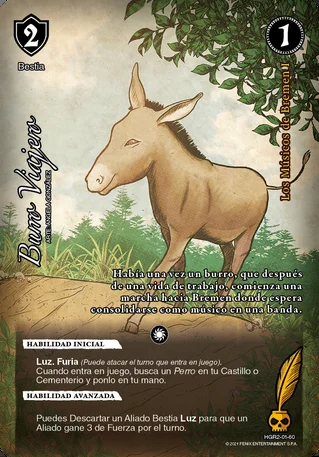 2
1
Bestia
Los Músicos de Bremen I
Burro Viajero
ARTE: ANGELA GONZÁLEZ
Había una vez un burro, que después
de una vida de trabajo, comienza una
marcha hacia Bremen donde espera
consolidarse como músico en una banda.
HABILIDAD INICIAL
Luz. Furia (Puede atacar el turno que entra en juego).
Cuando entra en juego, busca un Perro en tu Castillo o
Cementerio y ponlo en tu mano.
HABILIDAD AVANZADA
Puedes Descartar un Aliado Bestia Luz para que un
Aliado gane 3 de Fuerza por el turno.
HGR2-01-60
© 2021 FENIX ENTERTAINMENT S.P.A.